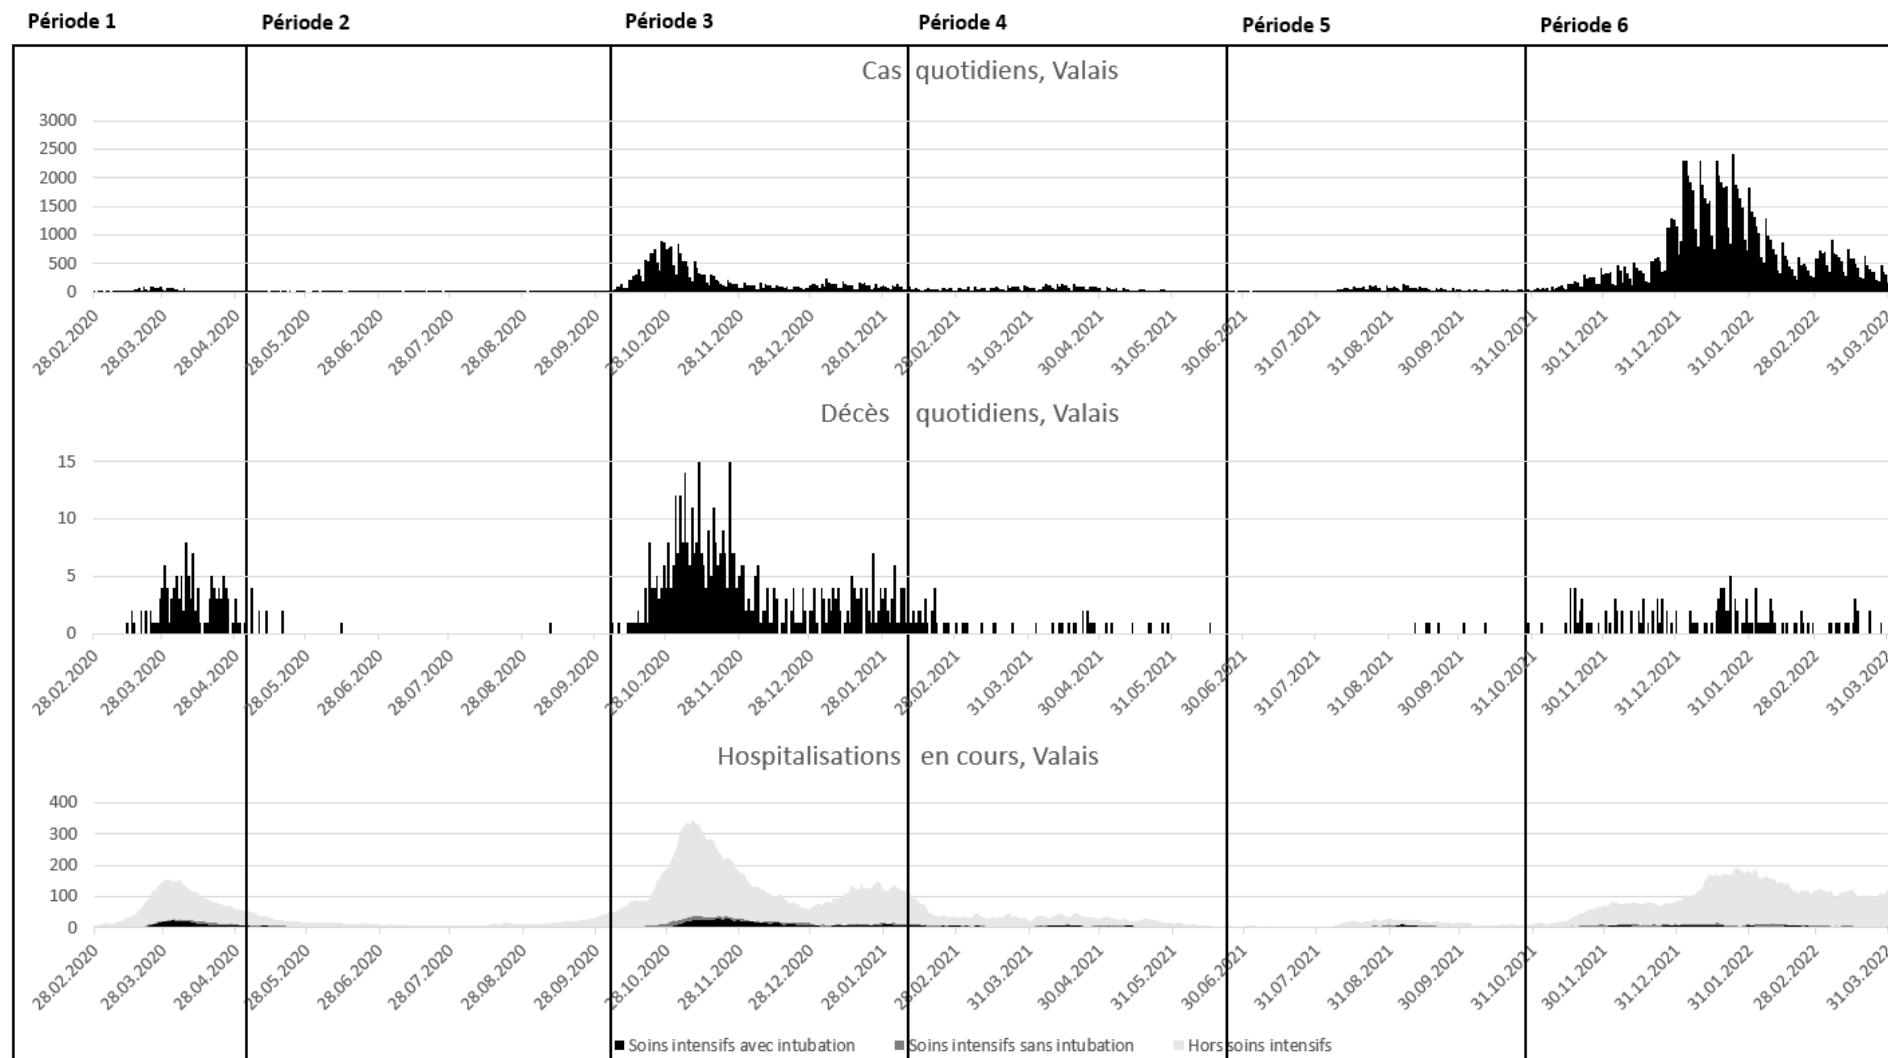 Période 1 Période 2 Période 3 Période 4 Période 5 Période 6
Cas quotidiens, Valais
3000
2500
2000
1500
1000
500
0
28.02.2020 28.03.2020 28.04.2020 28.05.2020 28.06.2020 28.07.2020 28.08.2020 28.09.2020 28.10.2020 28.11.2020 28.12.2020 28.01.2021 28.02.2021 31.03.2021 30.04.2021 31.05.2021 30.06.2021 31.07.2021 31.08.2021 30.09.2021 31.10.2021 30.11.2021 31.12.2021 31.01.2022 28.02.2022 31.03.2022
Décès quotidiens, Valais
15
10
5
0
28.02.2020 28.03.2020 28.04.2020 28.05.2020 28.06.2020 28.07.2020 28.08.2020 28.09.2020 28.10.2020 28.11.2020 28.12.2020 28.01.2021 28.02.2021 31.03.2021 30.04.2021 31.05.2021 30.06.2021 31.07.2021 31.08.2021 30.09.2021 31.10.2021 30.11.2021 31.12.2021 31.01.2022 28.02.2022 31.03.2022
Hospitalisations en cours, Valais
400
300
200
100
0
28.02.2020 28.03.2020 28.04.2020 28.05.2020 28.06.2020 28.07.2020 28.08.2020 28.09.2020 28.10.2020 28.11.2020 28.12.2020 28.01.2021 28.02.2021 31.03.2021 30.04.2021 31.05.2021 30.06.2021 31.07.2021 31.08.2021 30.09.2021 31.10.2021 30.11.2021 31.12.2021 31.01.2022 28.02.2022 31.03.2022
Soins intensifs avec intubation Soins intensifs sans intubation Hors soins intensifs